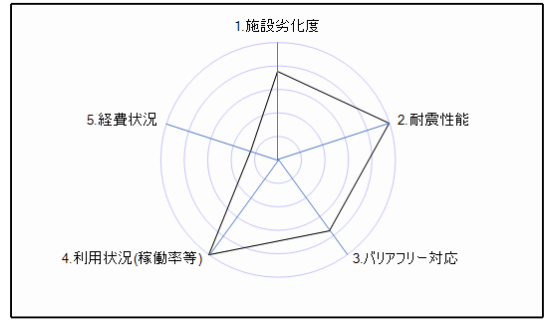 1.施設劣化度
2.耐震性能
3.バリアフリー対応
4.利用状況(稼働率等)
5.経費状況